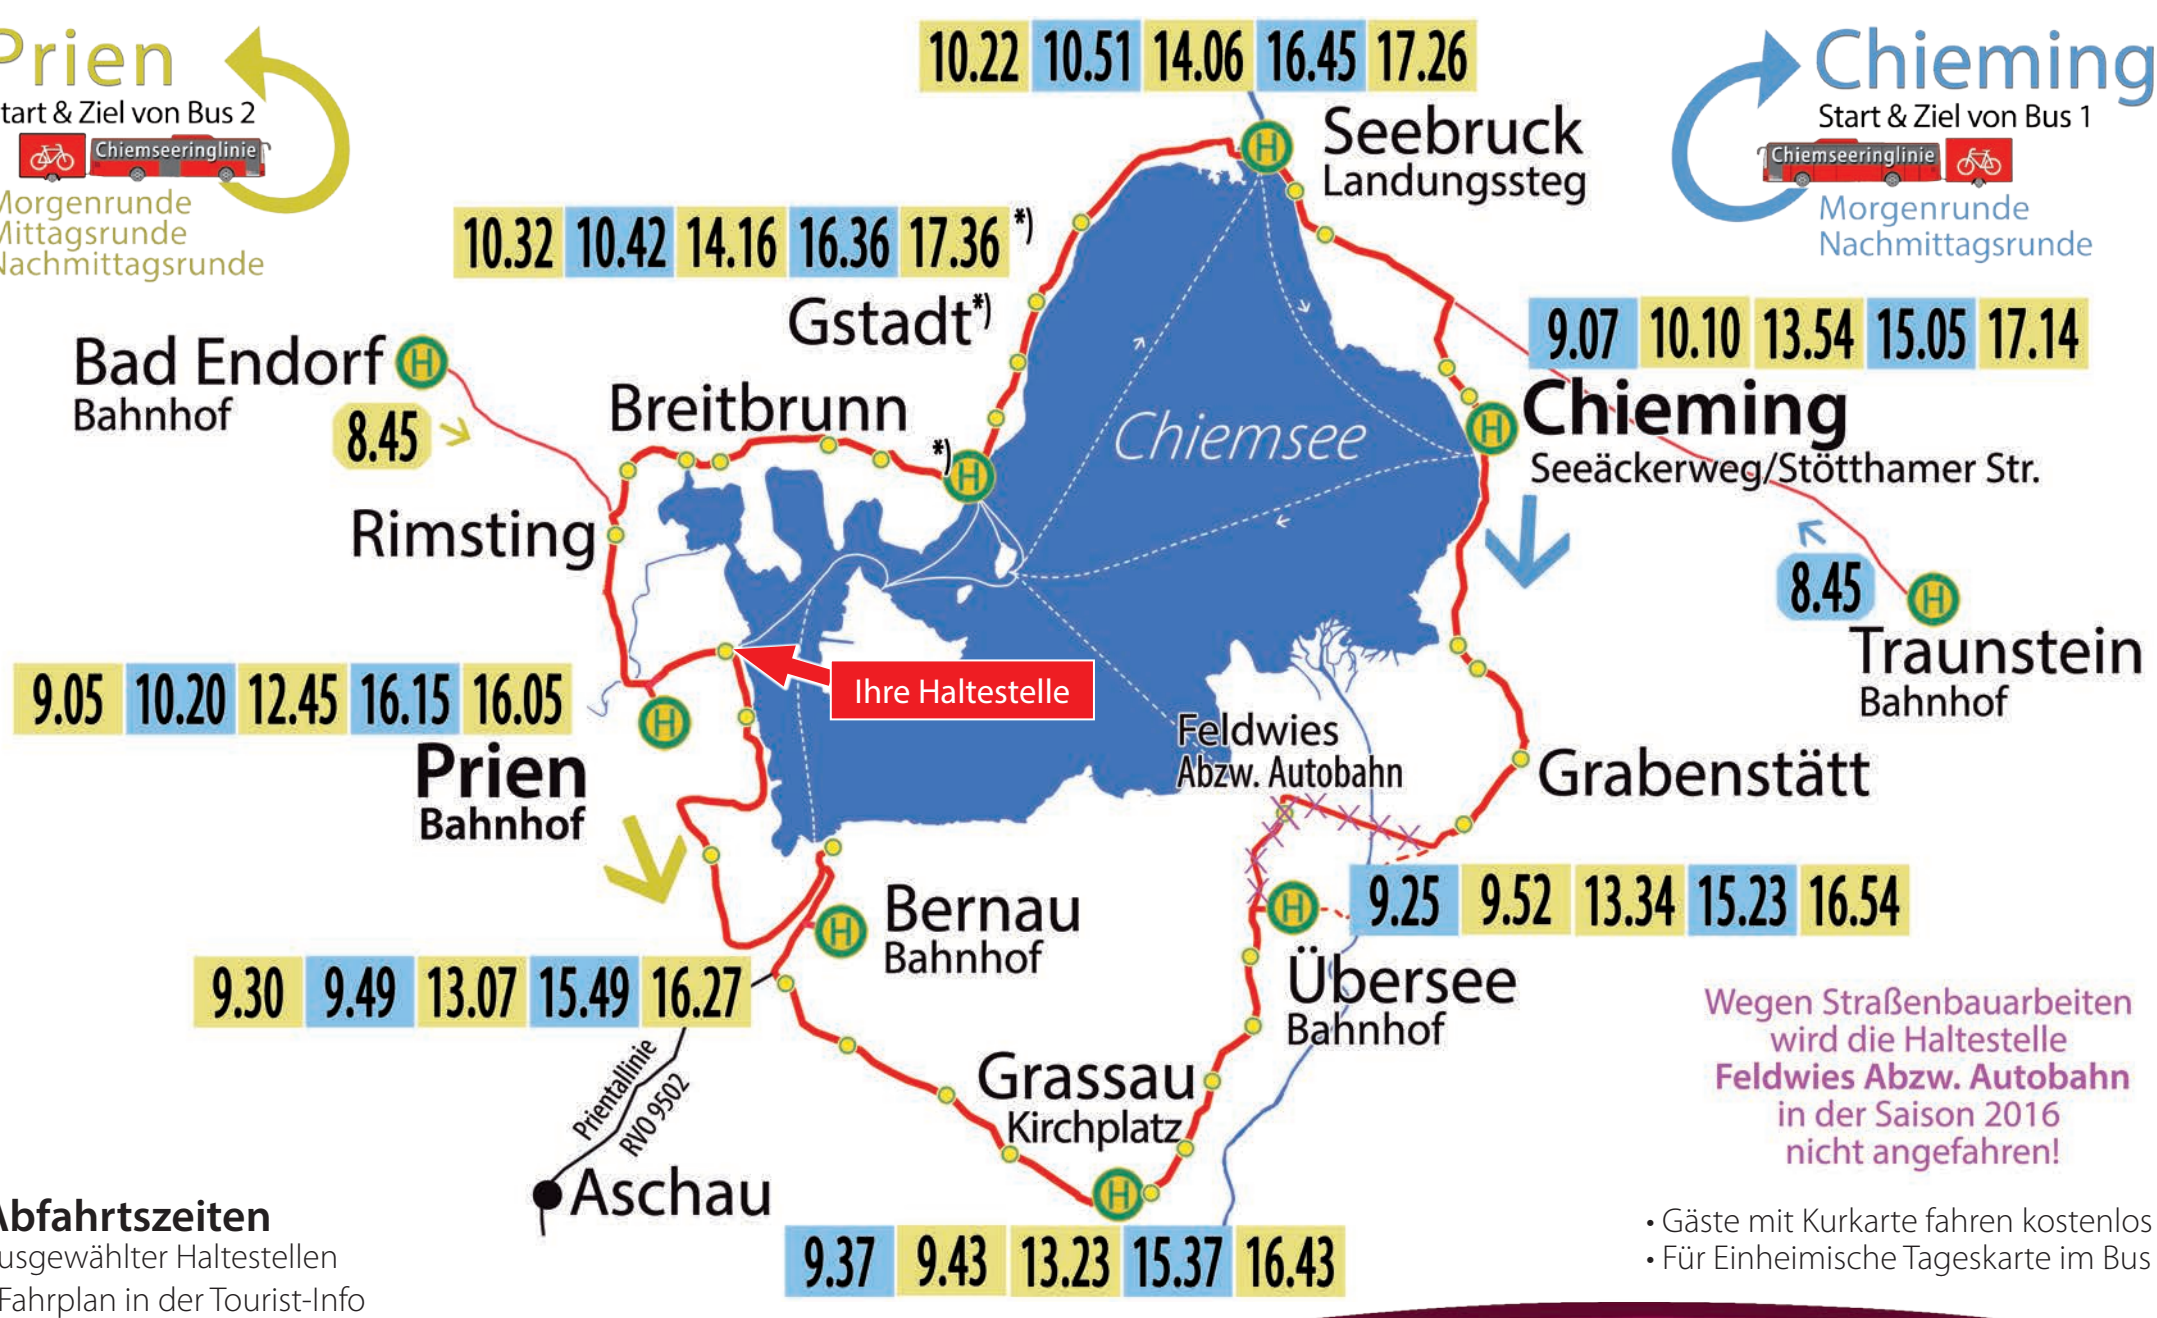 Prien
tart & Ziel von Bus 2
Chiemseeringlinie
Morgenrunde
Mittagsrunde
Nachmittagsrunde
10.22 10.51 14.06 16.45 17.26
Seebruck
Landungssteg
Chieming
Start & Ziel von Bus 1
Chiemseeringlinie
Morgenrunde
Nachmittagsrunde
10.32 10.42 14.16 16.36 17.36 *)
Gstadt*)
9.07 10.10 13.54 15.05 17.14
Chieming
Seeäckerweg/Stötthamer Str.
Bad Endorf H
Bahnhof
8.45
Breitbrunn
*) H
Chiemsee
H
H
Rimsting
8.45
H
Traunstein
Bahnhof
Ihre Haltestelle
9.05 10.20 12.45 16.15 16.05
H
Prien
Bahnhof
Feldwies
Abzw. Autobahn
Grabenstätt
H
Bernau
Bahnhof
9.25 9.52 13.34 15.23 16.54
H
Übersee
Bahnhof
9.30 9.49 13.07 15.49 16.27
Prientallinie
RVO 9502
Aschau
Grassau
Kirchplatz
H
9.37 9.43 13.23 15.37 16.43
Wegen Straßenbauarbeiten
wird die Haltestelle
Feldwies Abzw. Autobahn
in der Saison 2016
nicht angefahren!
Abfahrtszeiten
usgewählter Haltestellen
Fahrplan in der Tourist-Info
• Gäste mit Kurkarte fahren kostenlos
• Für Einheimische Tageskarte im Bus